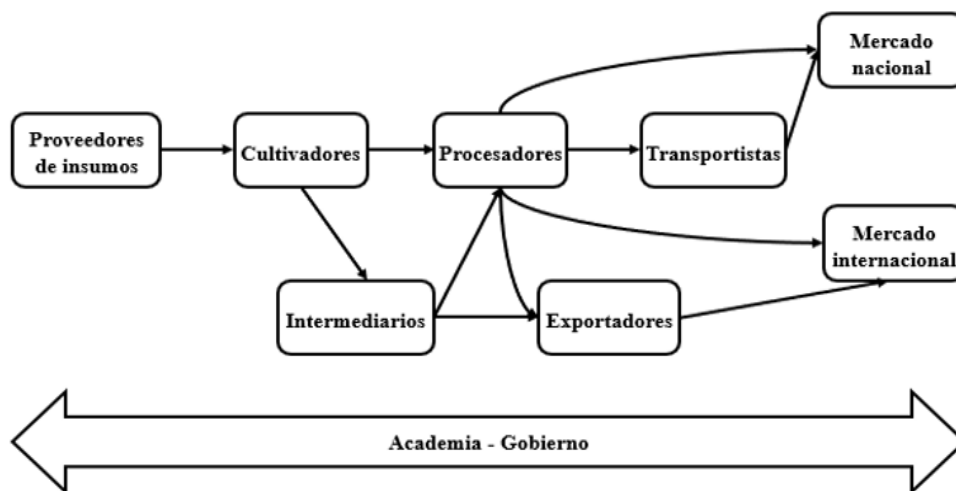 Mercado
nacional
Proveedores
de insumos
Cultivadores
Procesadores
Transportistas
Mercado
internacional
Intermediarios
Exportadores
Academia - Gobierno